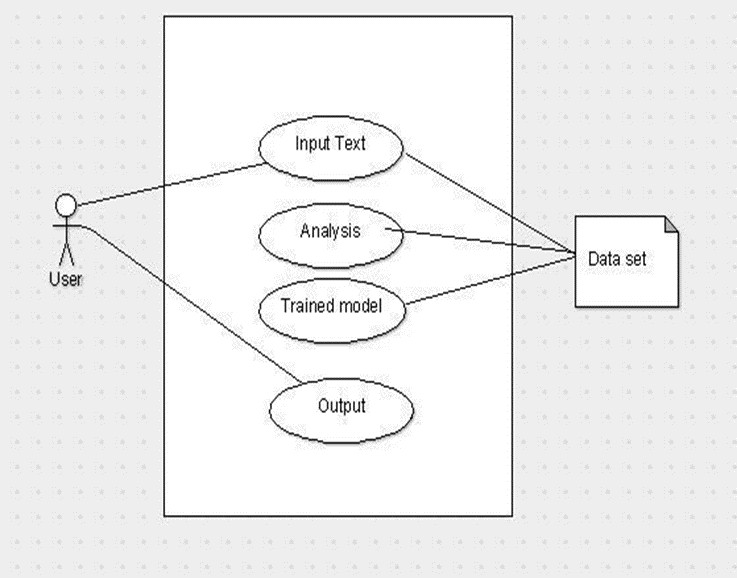 Input Text
Analysis
Data set
User
Trained model
Output